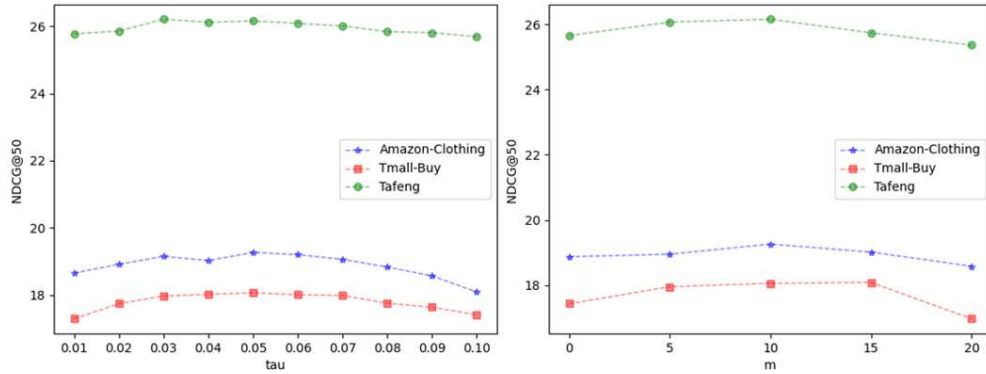 26
24
22
20
18
NDCG@50
Amazon-Clothing
Tmall-Buy
Tafeng
0.01 0.02 0.03 0.04 0.05 0.06 0.07 0.08 0.09 0.10
tau
26
24
22
20
18
NDCG@50
Amazon-Clothing
Tmall-Buy
Tafeng
0 5 10 15 20
m